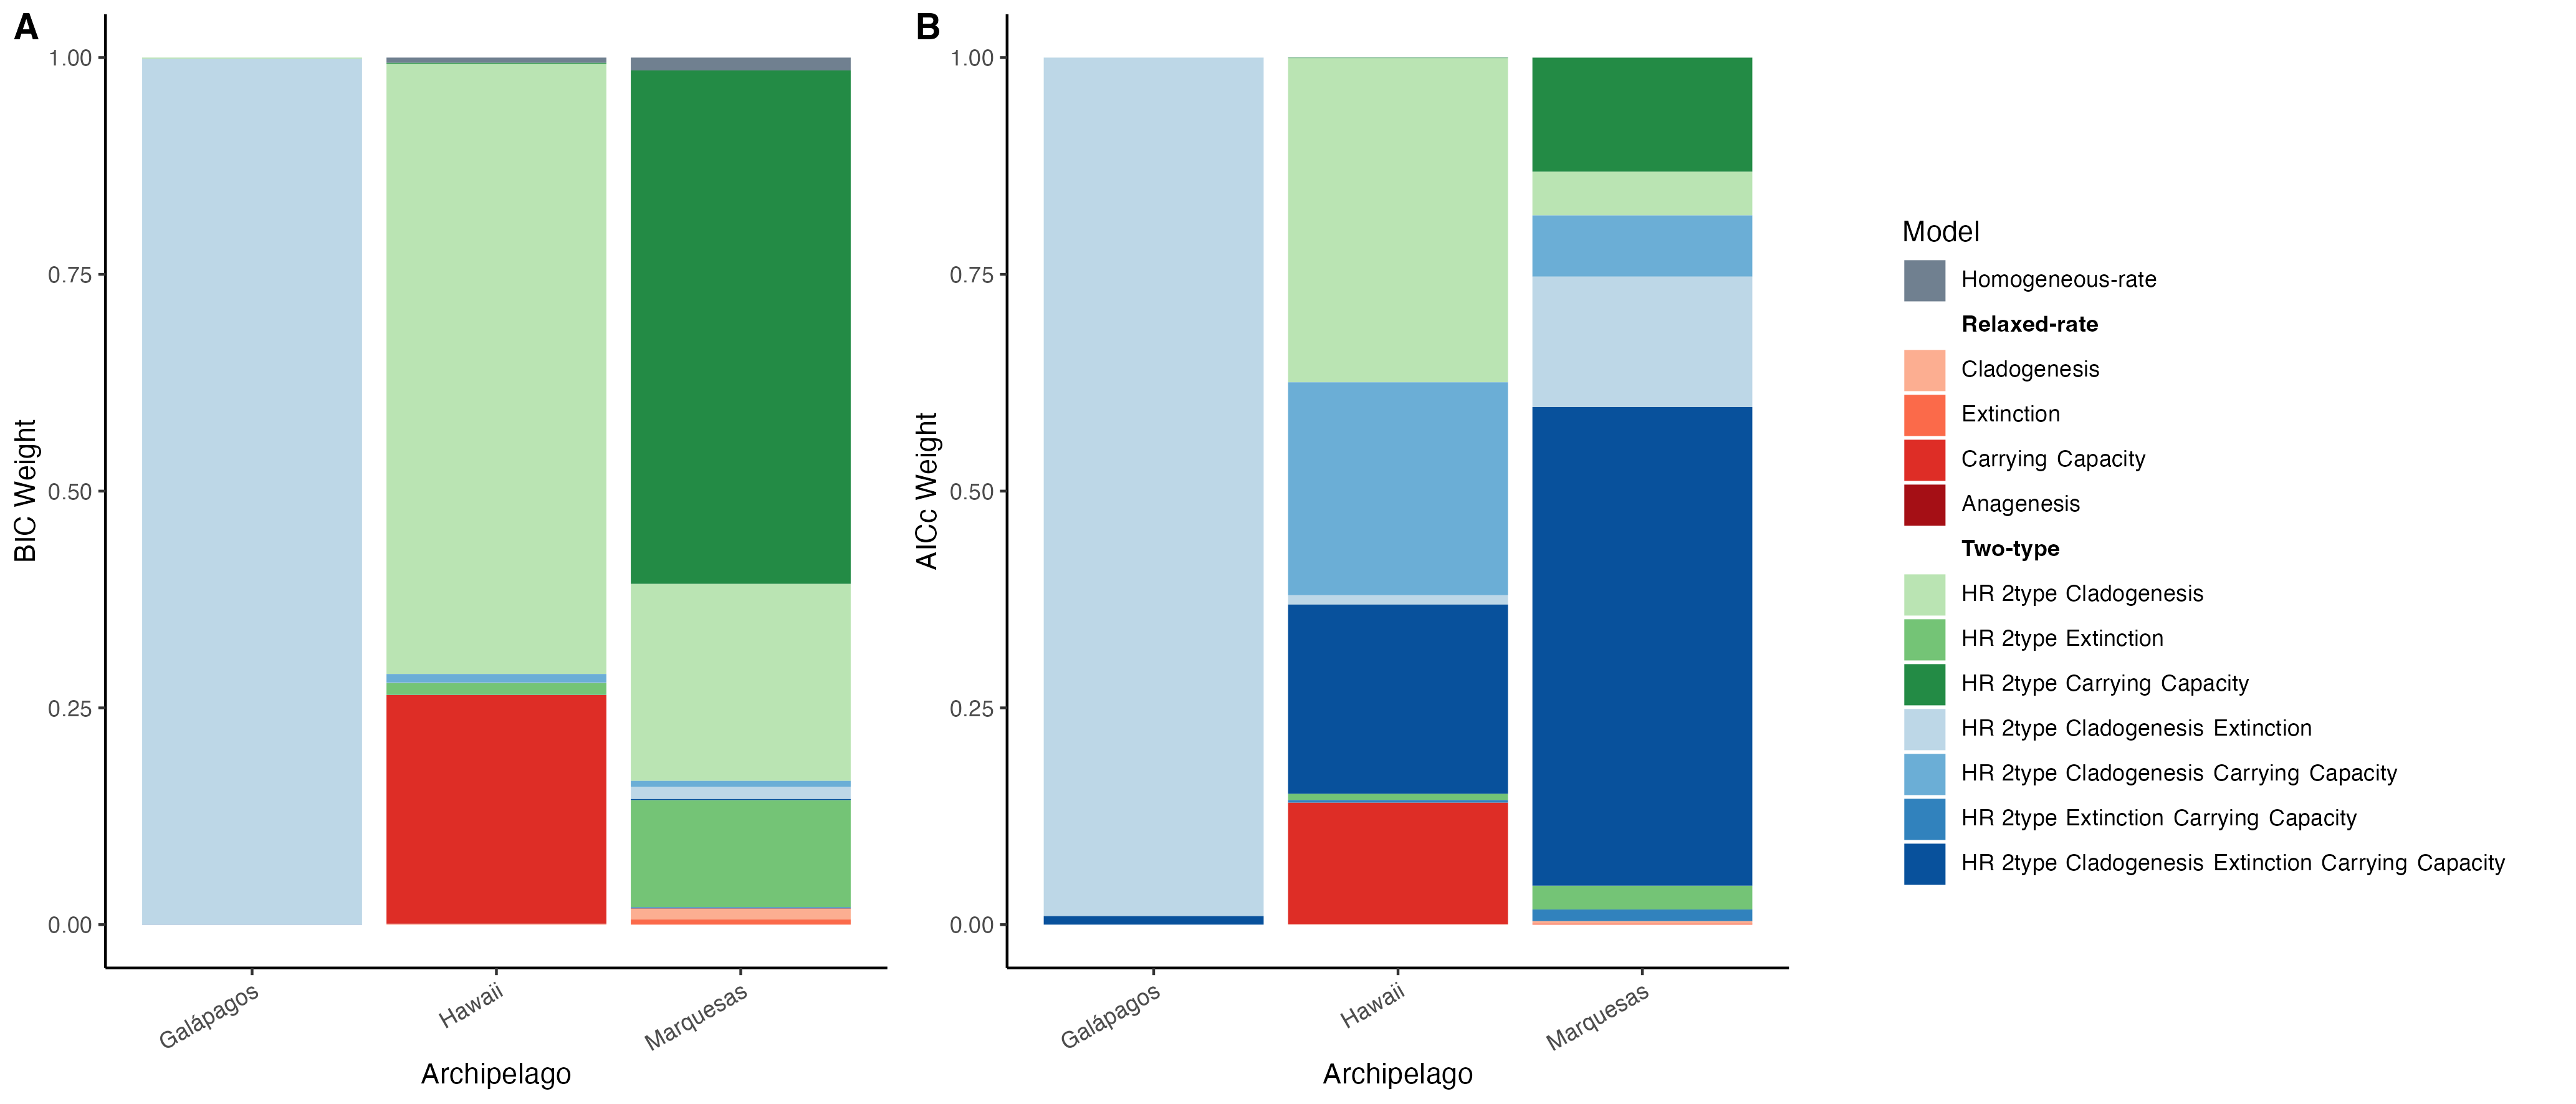 A
1.00
0.75
0.50
0.25
0.00
BIC Weight
Galápagos
Hawaii
Marquesas
Archipelago
B
1.00
0.75
0.50
0.25
0.00
AICc Weight
Galápagos
Hawaii
Marquesas
Archipelago
Model
Homogeneous-rate
Relaxed-rate
Cladogenesis
Extinction
Carrying Capacity
Anagenesis
Two-type
HR 2type Cladogenesis
HR 2type Extinction
HR 2type Carrying Capacity
HR 2type Cladogenesis Extinction
HR 2type Cladogenesis Carrying Capacity
HR 2type Extinction Carrying Capacity
HR 2type Cladogenesis Extinction Carrying Capacity